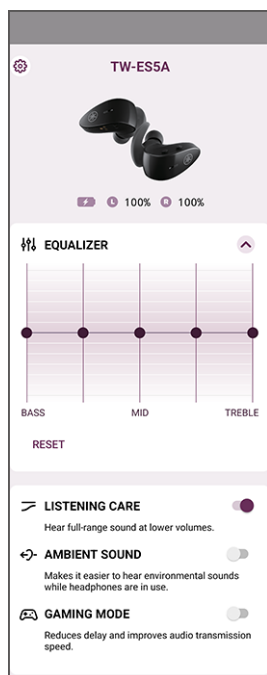 TW-ES5A
L 100% R 100%
EQUALIZER
BASS MID TREBLE
RESET
LISTENING CARE
Hear full-range sound at lower volumes.
AMBIENT SOUND
Makes it easier to hear environmental sounds
while headphones are in use.
GAMING MODE
Reduces delay and improves audio transmission
speed.